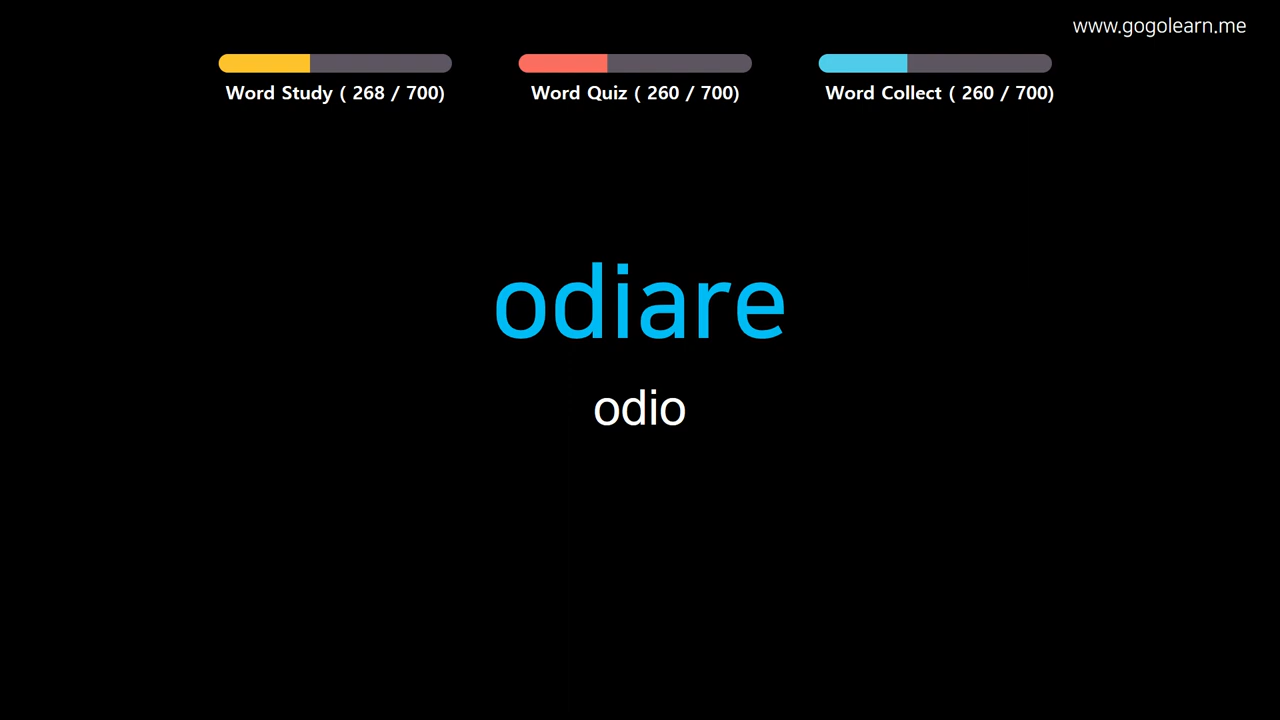 www.gogolearn.me
Word Study ( 268 / 700)
Word Quiz ( 260 / 700)
Word Collect ( 260 / 700)
odiare
odio